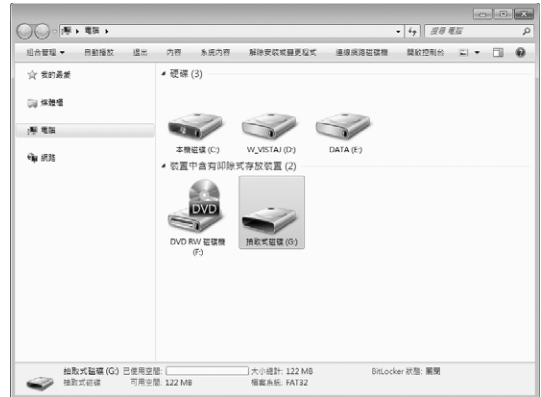 電腦
搜尋 電腦
組合管理 自動播放 退出 內容 系統內容 解除安裝或變更程式 連線網路磁碟機 開啟控制台
我的最愛
媒體櫃
電腦
網路
硬碟 (3)
本機磁碟 (C:) W_VISTAJ (D:) DATA (E:)
裝置中含有卸除式存放裝置 (2)
DVD
DVD RW 磁碟機 (F:)
抽取式磁碟 (G:)
抽取式磁碟 (G:) 已使用空間: 大小總計: 122 MB BitLocker 狀態: 關閉
抽取式磁碟 可用空間: 122 MB 檔案系統: FAT32